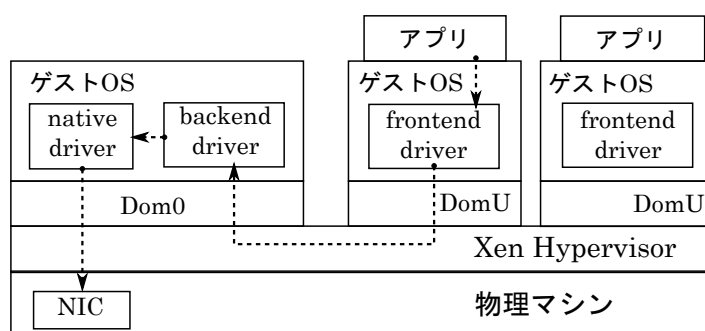 アプリ
アプリ
ゲストOS
ゲストOS
ゲストOS
native
driver
backend
driver
frontend
driver
frontend
driver
Dom0
DomU
DomU
Xen Hypervisor
NIC
物理マシン